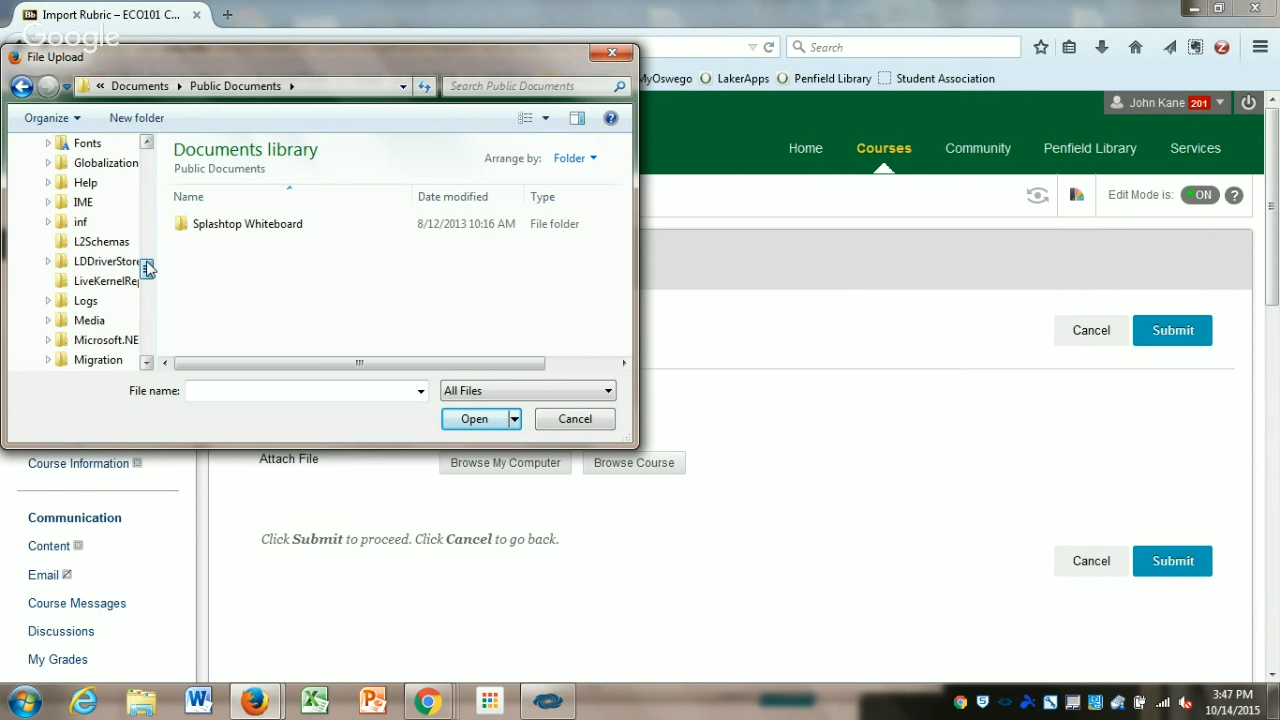 Import Rubric – ECO101 C...
Google
File Upload
Search
Documents
Public Documents
Search Public Documents
MyOswego
LakerApps
Penfield Library
Student Association
Organize
New folder
John Kane 201
Fonts
Globalization
Help
IME
inf
L2Schemas
LDDriverStore
LiveKernelRep
Logs
Media
Microsoft.NE
Migration
Documents library
Public Documents
Arrange by: Folder
Name
Date modified
Type
Splashtop Whiteboard
8/12/2013 10:16 AM
File folder
Home
Courses
Community
Penfield Library
Services
Edit Mode is: ON
Cancel
Submit
File name:
All Files
Open
Cancel
Attach File
Browse My Computer
Browse Course
Click Submit to proceed. Click Cancel to go back.
Cancel
Submit
Course Information
Communication
Content
Email
Course Messages
Discussions
My Grades
3:47 PM
10/14/2015